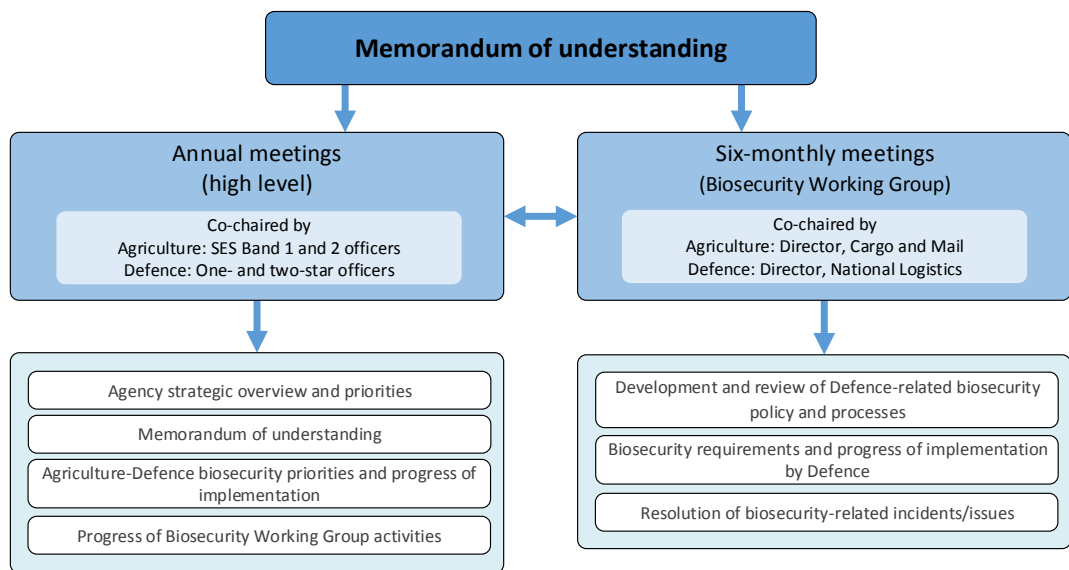 Memorandum of understanding
Annual meetings
(high level)
Co-chaired by
Agriculture: SES Band 1 and 2 officers
Defence: One- and two-star officers
Six-monthly meetings
(Biosecurity Working Group)
Co-chaired by
Agriculture: Director, Cargo and Mail
Defence: Director, National Logistics
Agency strategic overview and priorities
Memorandum of understanding
Agriculture-Defence biosecurity priorities and progress of
implementation
Progress of Biosecurity Working Group activities
Development and review of Defence-related biosecurity
policy and processes
Biosecurity requirements and progress of implementation
by Defence
Resolution of biosecurity-related incidents/issues